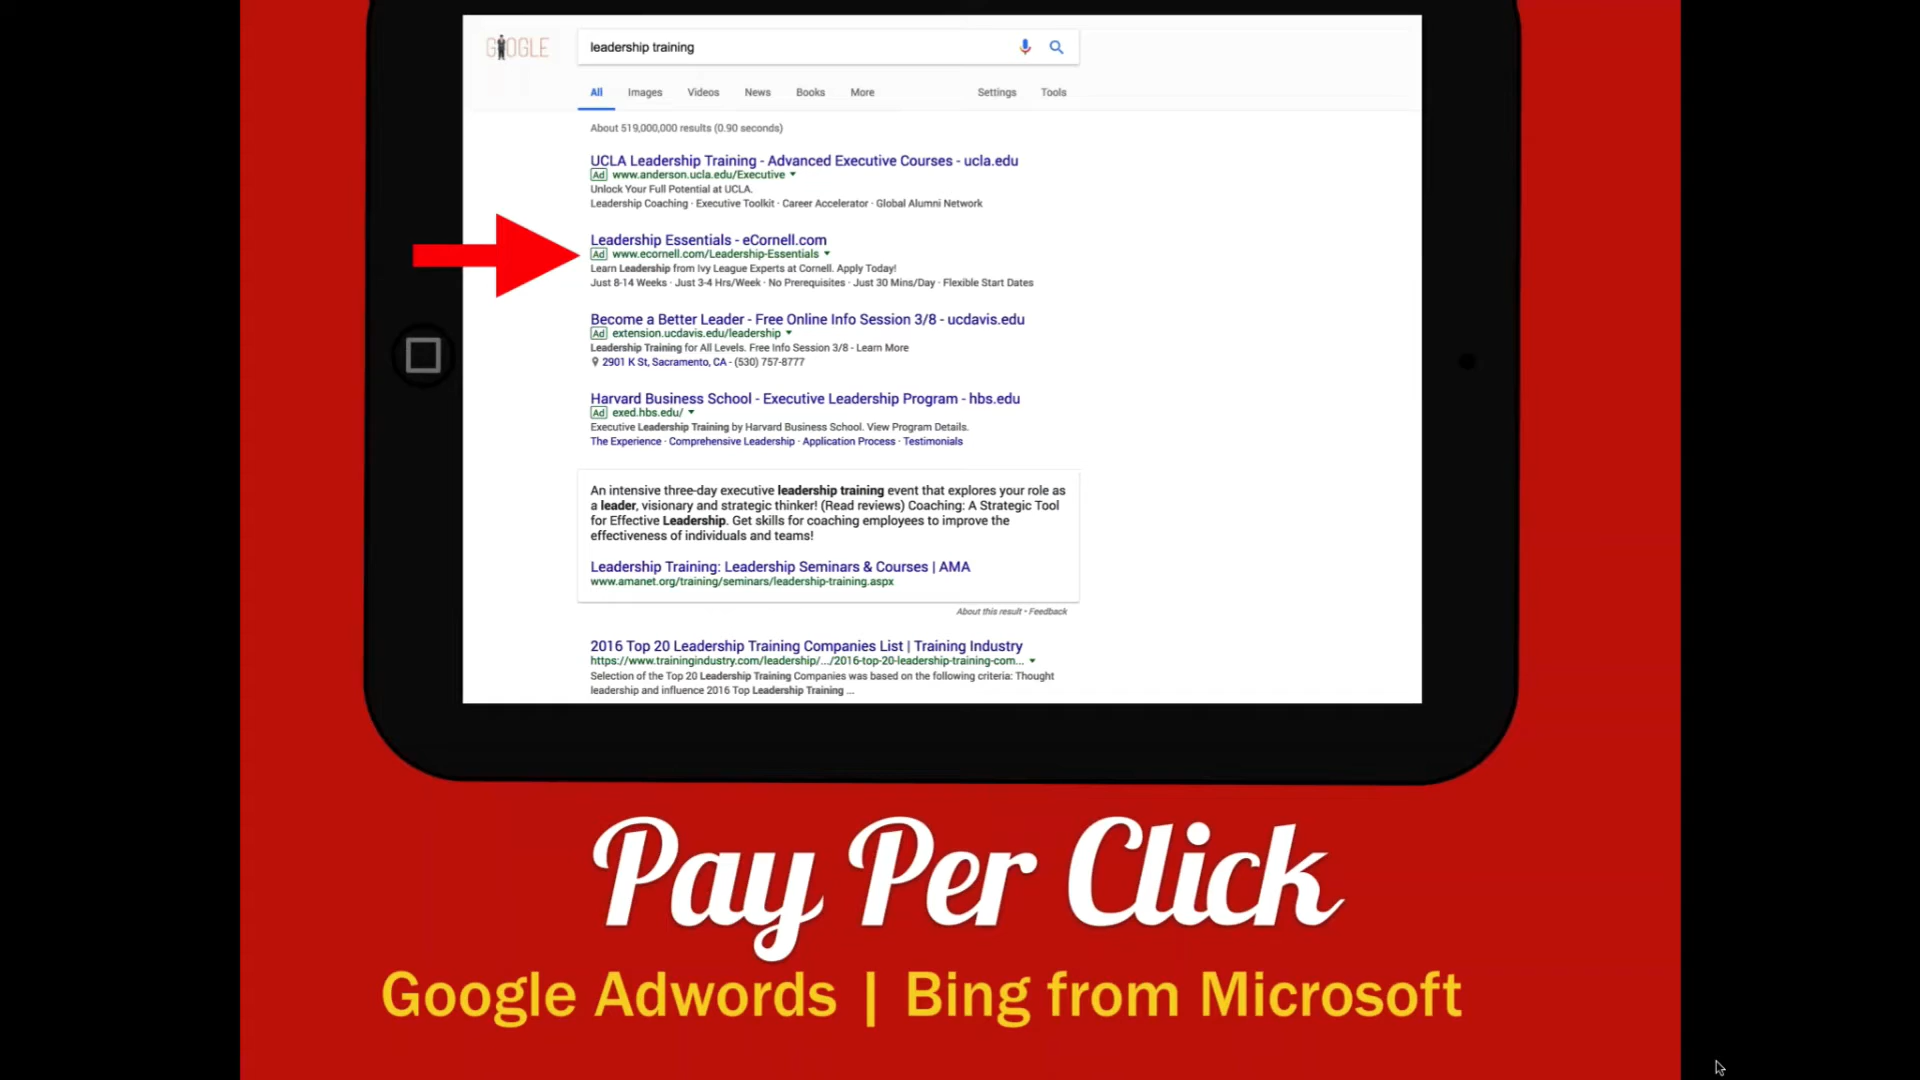 GOOGLE
leadership training
All Images Videos News Books More Settings Tools
About 519,000,000 results (0.90 seconds)
UCLA Leadership Training - Advanced Executive Courses - ucla.edu
Ad www.anderson.ucla.edu/Executive
Unlock Your Full Potential at UCLA.
Leadership Coaching · Executive Toolkit · Career Accelerator · Global Alumni Network
Leadership Essentials - eCornell.com
Ad www.ecornell.com/Leadership-Essentials
Learn Leadership from Ivy League Experts at Cornell. Apply Today!
Just 8-14 Weeks · Just 3-4 Hrs/Week · No Prerequisites · Just 30 Mins/Day · Flexible Start Dates
Become a Better Leader - Free Online Info Session 3/8 - ucdavis.edu
Ad extension.ucdavis.edu/leadership
Leadership Training for All Levels. Free Info Session 3/8 - Learn More
2901 K St, Sacramento, CA - (530) 757-8777
Harvard Business School - Executive Leadership Program - hbs.edu
Ad exed.hbs.edu/
Executive Leadership Training by Harvard Business School. View Program Details.
The Experience · Comprehensive Leadership · Application Process · Testimonials
An intensive three-day executive leadership training event that explores your role as
a leader, visionary and strategic thinker! (Read reviews) Coaching: A Strategic Tool
for Effective Leadership. Get skills for coaching employees to improve the
effectiveness of individuals and teams!
Leadership Training: Leadership Seminars & Courses | AMA
www.amanet.org/training/seminars/leadership-training.aspx
About this result • Feedback
2016 Top 20 Leadership Training Companies List | Training Industry
https://www.trainingindustry.com/leadership/.../2016-top-20-leadership-training-com...
Selection of the Top 20 Leadership Training Companies was based on the following criteria: Thought
leadership and influence 2016 Top Leadership Training ...
Pay Per Click
Google Adwords | Bing from Microsoft